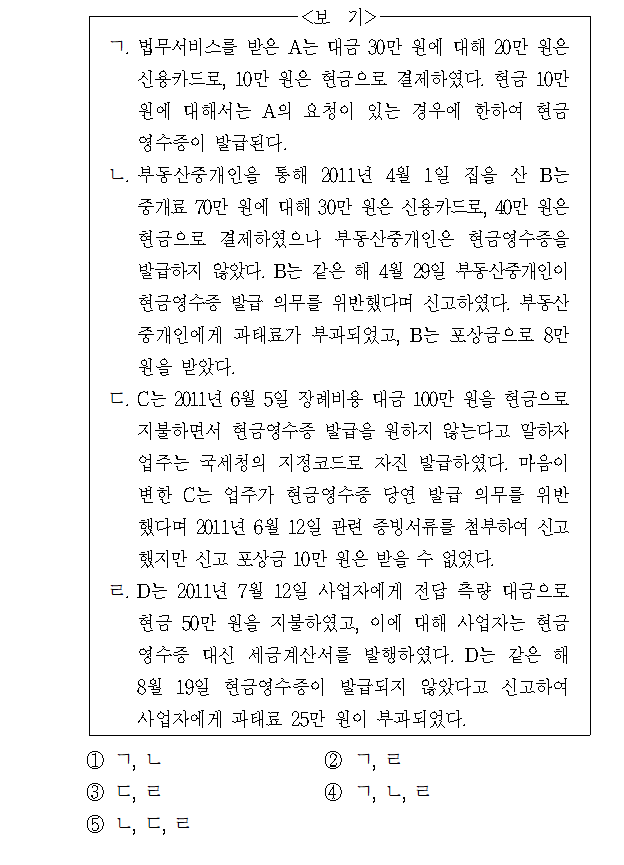 <보 기>
ㄱ. 법무서비스를 받은 A는 대금 30만 원에 대해 20만 원은
신용카드로, 10만 원은 현금으로 결제하였다. 현금 10만
원에 대해서는 A의 요청이 있는 경우에 한하여 현금
영수증이 발급된다.
ㄴ. 부동산중개인을 통해 2011년 4월 1일 집을 산 B는
중개료 70만 원에 대해 30만 원은 신용카드로, 40만 원은
현금으로 결제하였으나 부동산중개인은 현금영수증을
발급하지 않았다. B는 같은 해 4월 29일 부동산중개인이
현금영수증 발급 의무를 위반했다며 신고하였다. 부동산
중개인에게 과태료가 부과되었고, B는 포상금으로 8만
원을 받았다.
ㄷ. C는 2011년 6월 5일 장례비용 대금 100만 원을 현금으로
지불하면서 현금영수증 발급을 원하지 않는다고 말하자
업주는 국세청의 지정코드로 자진 발급하였다. 마음이
변한 C는 업주가 현금영수증 당연 발급 의무를 위반
했다며 2011년 6월 12일 관련 증빙서류를 첨부하여 신고
했지만 신고 포상금 10만 원은 받을 수 없었다.
ㄹ. D는 2011년 7월 12일 사업자에게 전답 측량 대금으로
현금 50만 원을 지불하였고, 이에 대해 사업자는 현금
영수증 대신 세금계산서를 발행하였다. D는 같은 해
8월 19일 현금영수증이 발급되지 않았다고 신고하여
사업자에게 과태료 25만 원이 부과되었다.
① ㄱ, ㄴ ② ㄱ, ㄹ
③ ㄷ, ㄹ ④ ㄱ, ㄴ, ㄹ
⑤ ㄴ, ㄷ, ㄹ